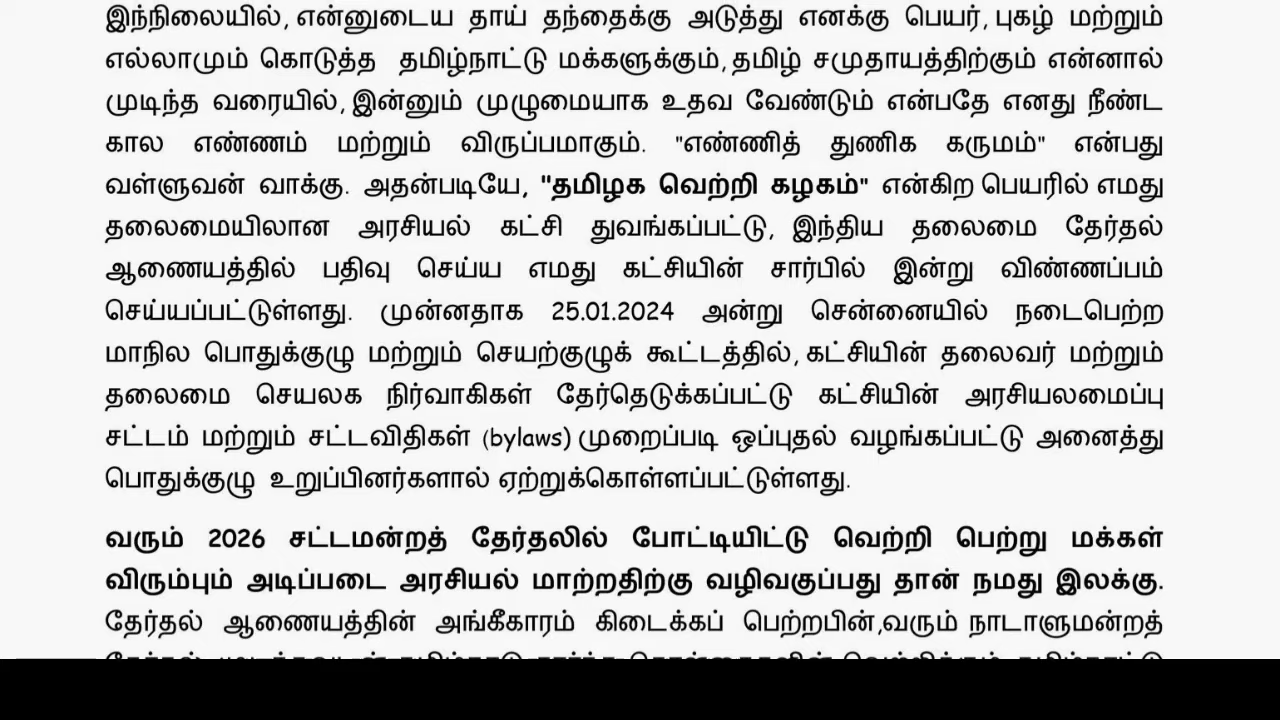 இந்நிலையில், என்னுடைய தாய் தந்தைக்கு அடுத்து எனக்கு பெயர், புகழ் மற்றும்
எல்லாமும் கொடுத்த தமிழ்நாட்டு மக்களுக்கும், தமிழ் சமுதாயத்திற்கும் என்னால்
முடிந்த வரையில், இன்னும் முழுமையாக உதவ வேண்டும் என்பதே எனது நீண்ட
கால எண்ணம் மற்றும் விருப்பமாகும். "எண்ணித் துணிக கருமம்" என்பது
வள்ளுவன் வாக்கு. அதன்படியே, "தமிழக வெற்றி கழகம்" என்கிற பெயரில் எமது
தலைமையிலான அரசியல் கட்சி துவங்கப்பட்டு, இந்திய தலைமை தேர்தல்
ஆணையத்தில் பதிவு செய்ய எமது கட்சியின் சார்பில் இன்று விண்ணப்பம்
செய்யப்பட்டுள்ளது. முன்னதாக 25.01.2024 அன்று சென்னையில் நடைபெற்ற
மாநில பொதுக்குழு மற்றும் செயற்குழுக் கூட்டத்தில், கட்சியின் தலைவர் மற்றும்
தலைமை செயலக நிர்வாகிகள் தேர்தெடுக்கப்பட்டு கட்சியின் அரசியலமைப்பு
சட்டம் மற்றும் சட்டவிதிகள் (bylaws) முறைப்படி ஒப்புதல் வழங்கப்பட்டு அனைத்து
பொதுக்குழு உறுப்பினர்களால் ஏற்றுக்கொள்ளப்பட்டுள்ளது.
வரும் 2026 சட்டமன்றத் தேர்தலில் போட்டியிட்டு வெற்றி பெற்று மக்கள்
விரும்பும் அடிப்படை அரசியல் மாற்றதிற்கு வழிவகுப்பது தான் நமது இலக்கு.
தேர்தல் ஆணையத்தின் அங்கீகாரம் கிடைக்கப் பெற்றபின்,வரும் நாடாளுமன்றத்